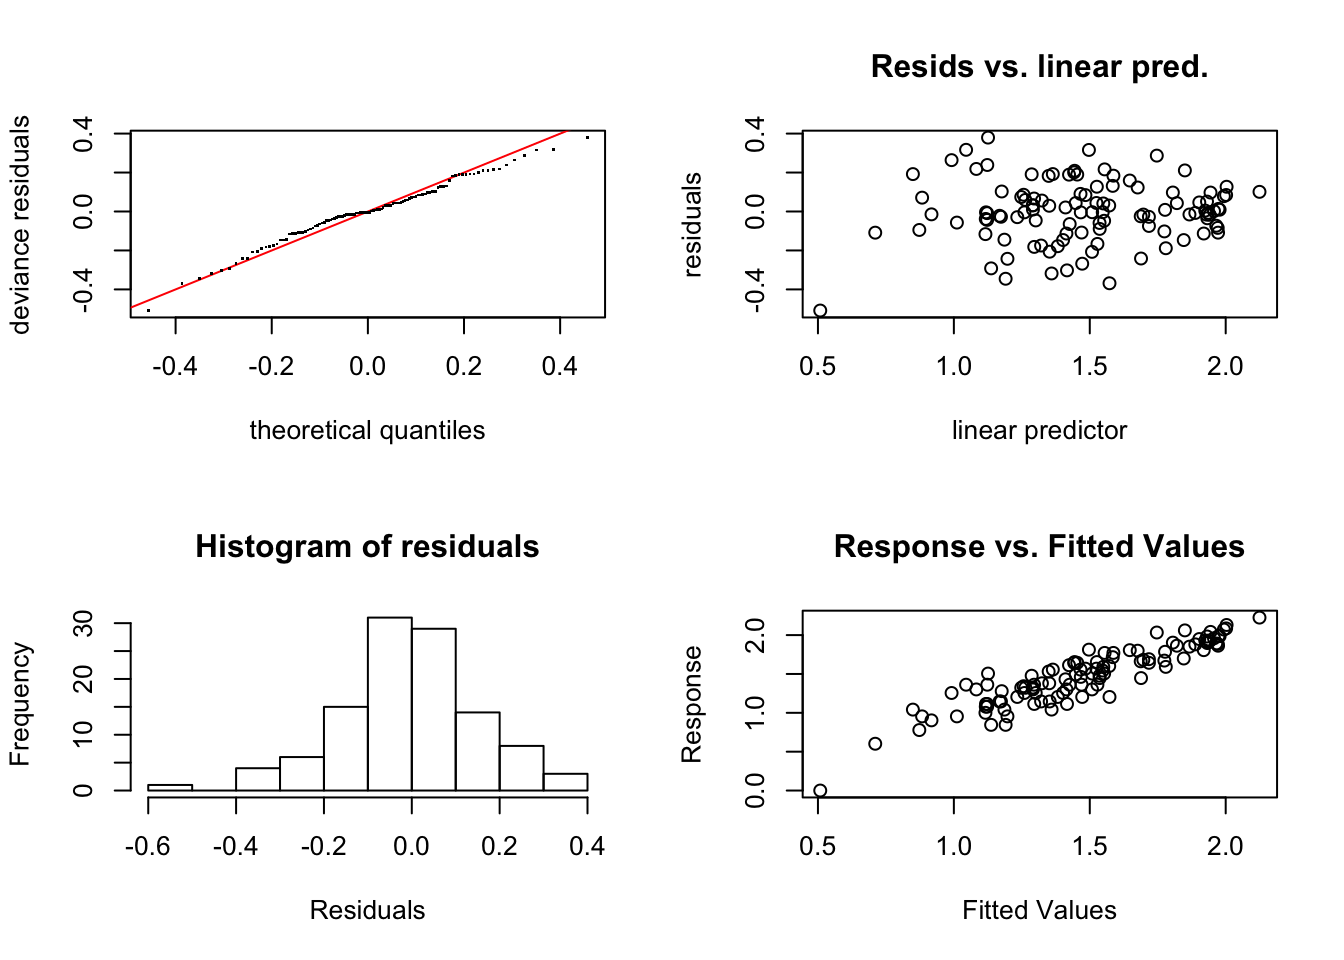 deviance residuals
0.4
0.0
-0.4
-0.4 -0.2 0.0 0.2 0.4
theoretical quantiles
Resids vs. linear pred.
residuals
0.4
0.0
-0.4
0.5 1.0 1.5 2.0
linear predictor
Histogram of residuals
Frequency
30
20
10
0
-0.6 -0.4 -0.2 0.0 0.2 0.4
Residuals
Response vs. Fitted Values
Response
2.0
1.0
0.0
0.5 1.0 1.5 2.0
Fitted Values